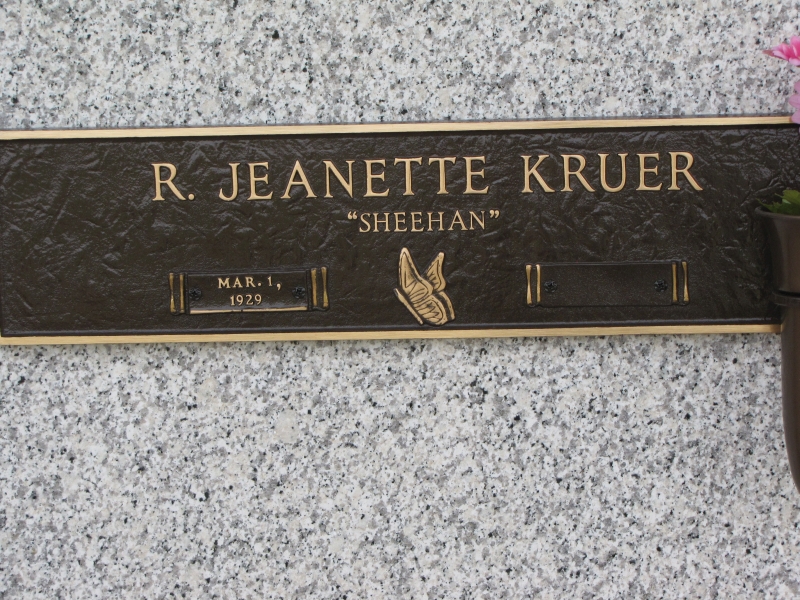 R. JEANETTE KRUER
“SHEEHAN”
MAR. 1,
1929